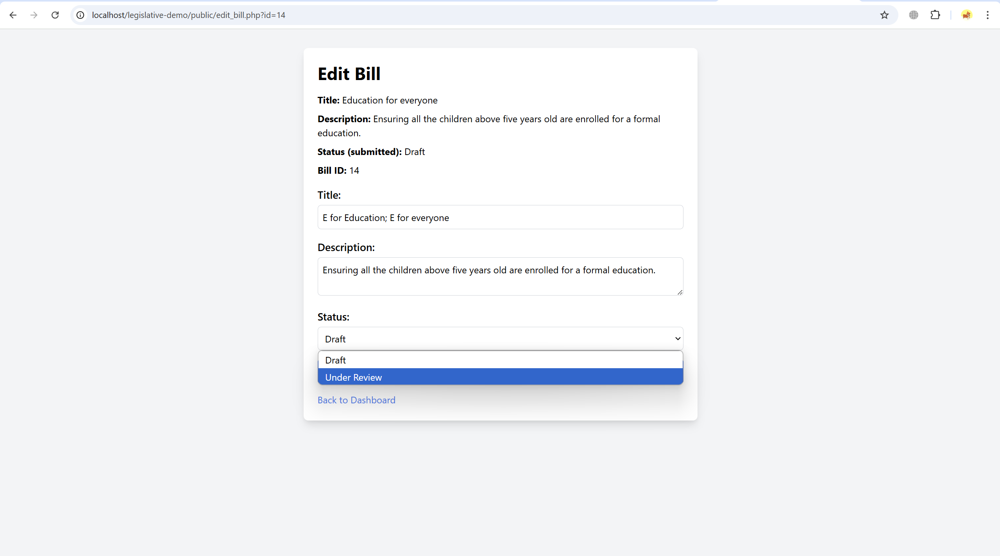 localhost/legislative-demo/public/edit_bill.php?id=14
Edit Bill
Title: Education for everyone
Description: Ensuring all the children above five years old are enrolled for a formal
education.
Status (submitted): Draft
Bill ID: 14
Title:
E for Education; E for everyone
Description:
Ensuring all the children above five years old are enrolled for a formal education.
Status:
Draft
Draft
Under Review
Back to Dashboard